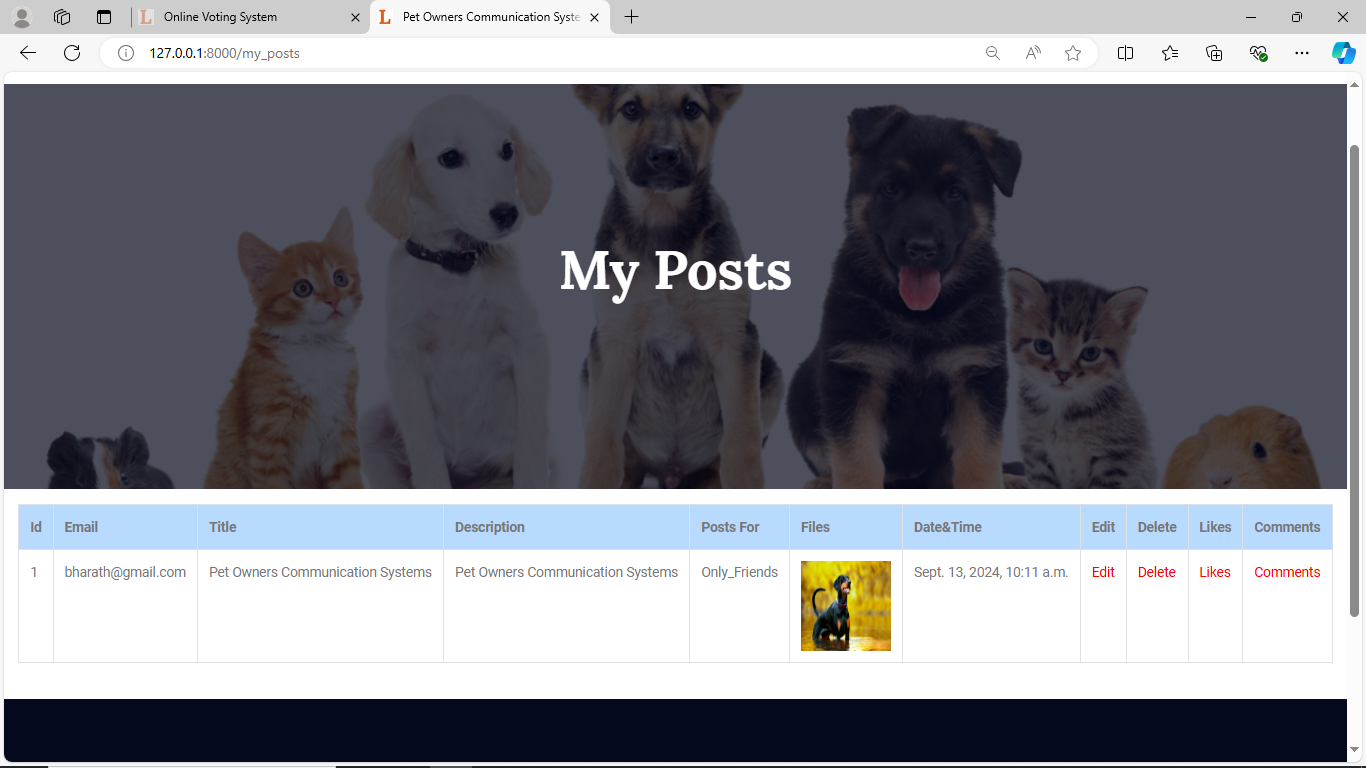 Online Voting System
Pet Owners Communication Syste
127.0.0.1:8000/my_posts
My Posts
Id Email Title Description Posts For Files Date&Time Edit Delete Likes Comments
1 bharath@gmail.com Pet Owners Communication Systems Pet Owners Communication Systems Only_Friends Sept. 13, 2024, 10:11 a.m. Edit Delete Likes Comments